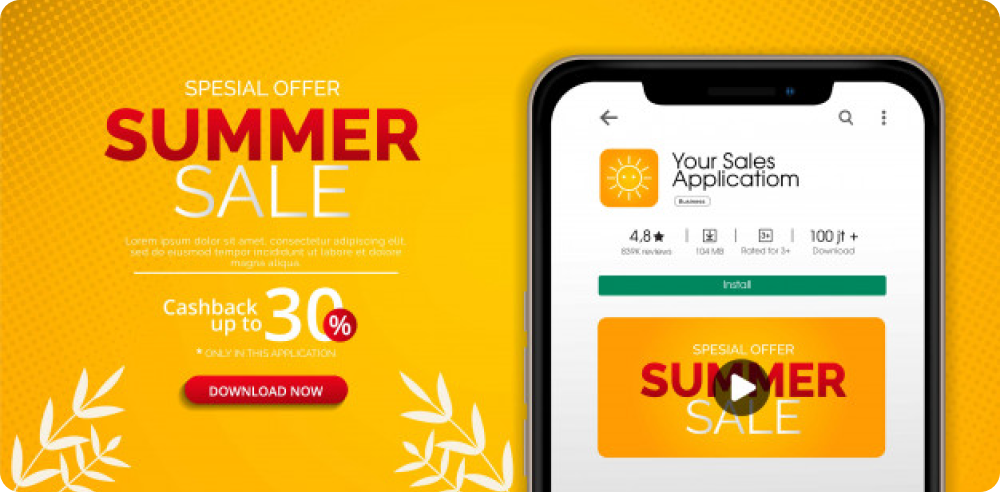 SPESIAL OFFER
SUMMER
SALE
Lorem ipsum dolor sit amet, consectetur adipiscing elit,
sed do eiusmod tempor incididunt ut labore et dolore
magna aliqua
Cashback
up to 30%
* ONLY IN THIS APPLICATION
DOWNLOAD NOW
Your Sales
Applicatiom
Business
4,8★
839K reviews
104 MB
3+
Rated for 3+
100 jt +
Download
Install
SPESIAL OFFER
SUMMER
SALE